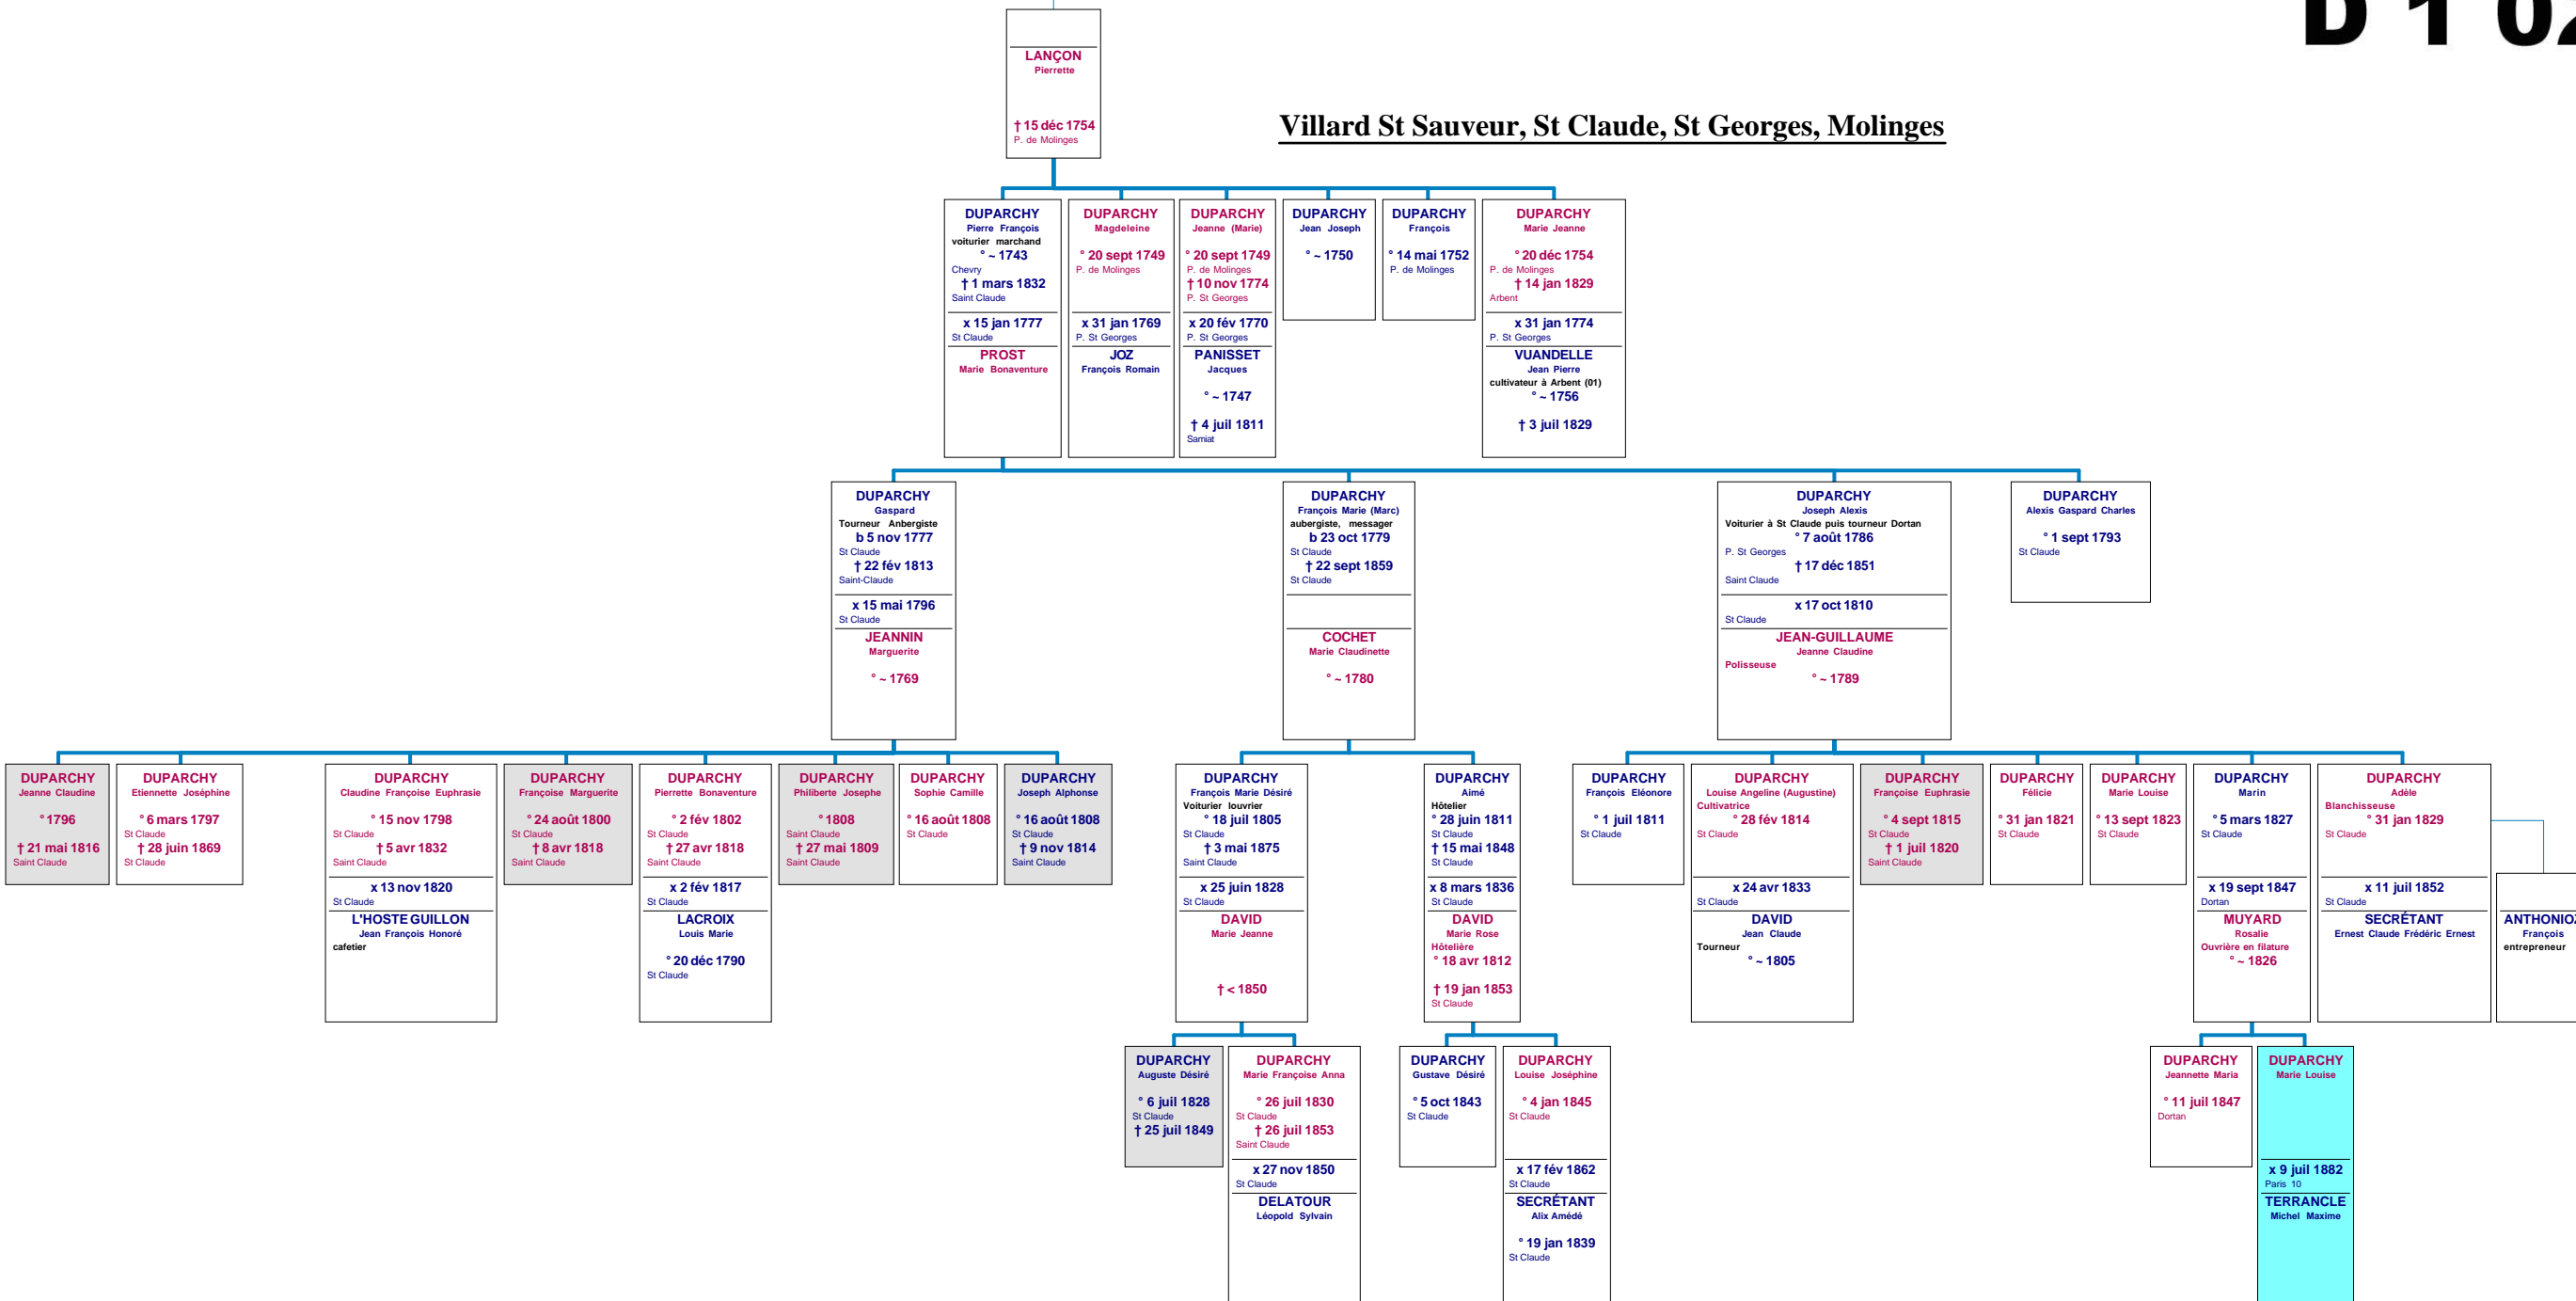 D 1 02
LANÇON
Pierrette
† 15 déc 1754
P. de Molinges
Villard St Sauveur, St Claude, St Georges, Molinges
DUPARCHY
Pierre François
voiturier marchand
° ~ 1743
Chevry
† 1 mars 1832
Saint Claude
x 15 jan 1777
St Claude
PROST
Marie Bonaventure
DUPARCHY
Magdeleine
° 20 sept 1749
P. de Molinges
x 31 jan 1769
P. St Georges
JOZ
François Romain
DUPARCHY
Jeanne (Marie)
° 20 sept 1749
P. de Molinges
† 10 nov 1774
P. St Georges
x 20 fév 1770
P. St Georges
PANISSET
Jacques
° ~ 1747
† 4 juil 1811
Samiat
DUPARCHY
Jean Joseph
° ~ 1750
DUPARCHY
François
° 14 mai 1752
P. de Molinges
DUPARCHY
Marie Jeanne
° 20 déc 1754
P. de Molinges
† 14 jan 1829
Arbent
x 31 jan 1774
P. St Georges
VUANDELLE
Jean Pierre
cultivateur à Arbent (01)
° ~ 1756
† 3 juil 1829
DUPARCHY
Gaspard
Tourneur Anbergiste
b 5 nov 1777
St Claude
† 22 fév 1813
Saint-Claude
x 15 mai 1796
St Claude
JEANNIN
Marguerite
° ~ 1769
DUPARCHY
François Marie (Marc)
aubergiste, messager
b 23 oct 1779
St Claude
† 22 sept 1859
St Claude
COCHET
Marie Claudinette
° ~ 1780
DUPARCHY
Joseph Alexis
Voiturier à St Claude puis tourneur Dortan
° 7 août 1786
P. St Georges
† 17 déc 1851
Saint Claude
x 17 oct 1810
St Claude
JEAN-GUILLAUME
Jeanne Claudine
Polisseuse
° ~ 1789
DUPARCHY
Alexis Gaspard Charles
° 1 sept 1793
St Claude
DUPARCHY
Jeanne Claudine
° 1796
† 21 mai 1816
Saint Claude
DUPARCHY
Etiennette Joséphine
° 6 mars 1797
St Claude
† 28 juin 1869
St Claude
DUPARCHY
Claudine Françoise Euphrasie
° 15 nov 1798
St Claude
† 5 avr 1832
Saint Claude
x 13 nov 1820
St Claude
L'HOSTE GUILLON
Jean François Honoré
cafetier
DUPARCHY
Françoise Marguerite
° 24 août 1800
St Claude
† 8 avr 1818
Saint Claude
DUPARCHY
Pierrette Bonaventure
° 2 fév 1802
St Claude
† 27 avr 1818
Saint Claude
x 2 fév 1817
St Claude
LACROIX
Louis Marie
° 20 déc 1790
St Claude
DUPARCHY
Philiberte Josephe
° 1808
Saint Claude
† 27 mai 1809
Saint Claude
DUPARCHY
Sophie Camille
° 16 août 1808
St Claude
DUPARCHY
Joseph Alphonse
° 16 août 1808
St Claude
† 9 nov 1814
Saint Claude
DUPARCHY
François Marie Désiré
Voiturier louvrier
° 18 juil 1805
St Claude
† 3 mai 1875
Saint Claude
x 25 juin 1828
St Claude
DAVID
Marie Jeanne
† < 1850
DUPARCHY
Aimé
Hôtelier
° 28 juin 1811
St Claude
† 15 mai 1848
St Claude
x 8 mars 1836
St Claude
DAVID
Marie Rose
Hôtelière
° 18 avr 1812
† 19 jan 1853
St Claude
DUPARCHY
François Eléonore
° 1 juil 1811
St Claude
DUPARCHY
Louise Angeline (Augustine)
Cultivatrice
° 28 fév 1814
St Claude
x 24 avr 1833
St Claude
DAVID
Jean Claude
Tourneur
° ~ 1805
DUPARCHY
Françoise Euphrasie
° 4 sept 1815
St Claude
† 1 juil 1820
Saint Claude
DUPARCHY
Félicie
° 31 jan 1821
St Claude
DUPARCHY
Marie Louise
° 13 sept 1823
St Claude
DUPARCHY
Marin
° 5 mars 1827
St Claude
x 19 sept 1847
Dortan
MUYARD
Rosalie
Ouvrière en filature
° ~ 1826
DUPARCHY
Adèle
Blanchisseuse
° 31 jan 1829
St Claude
x 11 juil 1852
St Claude
SECRÉTANT
Ernest Claude Frédéric Ernest
ANTHONIOZ
François
entrepreneur
DUPARCHY
Auguste Désiré
° 6 juil 1828
St Claude
† 25 juil 1849
DUPARCHY
Marie Françoise Anna
° 26 juil 1830
St Claude
† 26 juil 1853
Saint Claude
x 27 nov 1850
St Claude
DELATOUR
Léopold Sylvain
DUPARCHY
Gustave Désiré
° 5 oct 1843
St Claude
DUPARCHY
Louise Joséphine
° 4 jan 1845
St Claude
x 17 fév 1862
St Claude
SECRÉTANT
Alix Amédé
° 19 jan 1839
St Claude
DUPARCHY
Jeannette Maria
° 11 juil 1847
Dortan
DUPARCHY
Marie Louise
x 9 juil 1882
Paris 10
TERRANCLE
Michel Maxime